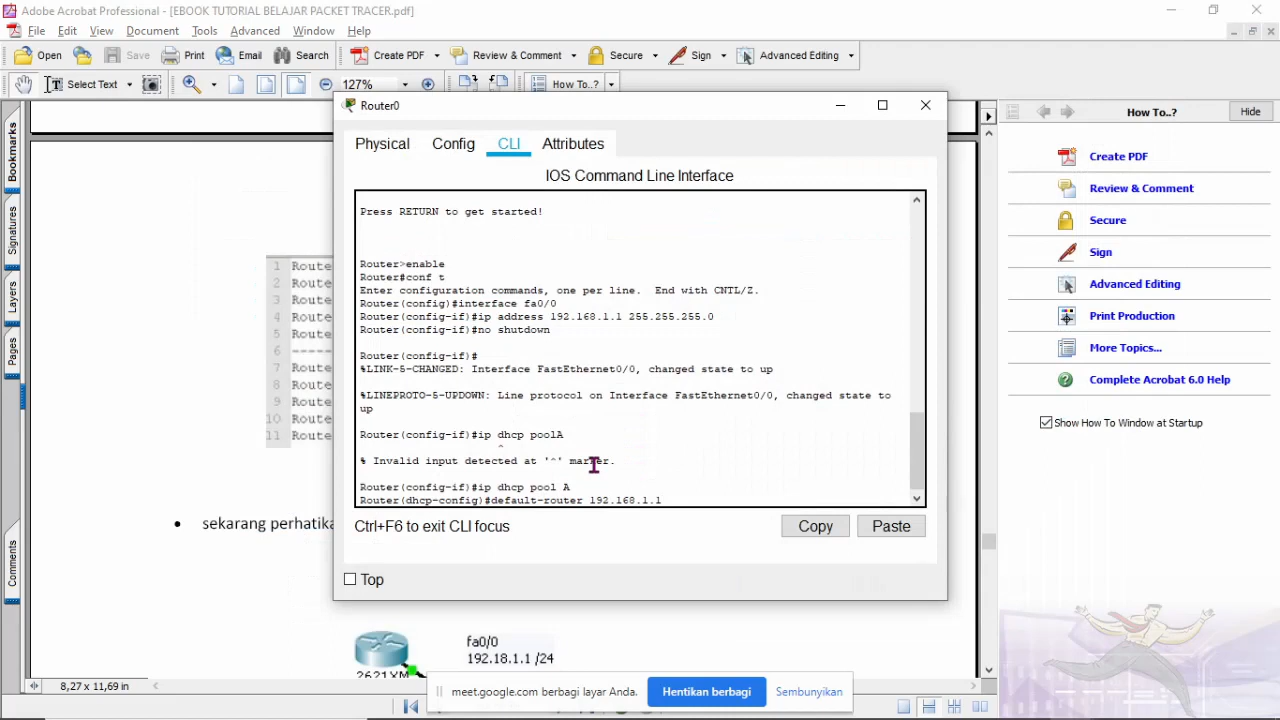 Adobe Acrobat Professional - [EBOOK TUTORIAL BELAJAR PACKET TRACER.pdf]
File Edit View Document Tools Advanced Window Help
Open Save Print Email Search Create PDF Review & Comment Secure Sign Advanced Editing
Select Text 127% How To..?
Router0
How To..? Hide
Physical Config CLI Attributes
IOS Command Line Interface
Press RETURN to get started!
Router>enable
Router#conf t
Enter configuration commands, one per line. End with CNTL/Z.
Router(config)#interface fa0/0
Router(config-if)#ip address 192.168.1.1 255.255.255.0
Router(config-if)#no shutdown
Router(config-if)#
%LINK-5-CHANGED: Interface FastEthernet0/0, changed state to up
%LINEPROTO-5-UPDOWN: Line protocol on Interface FastEthernet0/0, changed state to
up
Router(config-if)#ip dhcp poolA
^
% Invalid input detected at '^' marker.
Router(config-if)#ip dhcp pool A
Router(dhcp-config)#default-router 192.168.1.1
Ctrl+F6 to exit CLI focus
Copy Paste
Top
Bookmarks
Signatures
Layers
Pages
Comments
1 Route
2 Route
3 Route
4 Route
5 Route
6 -----
7 Route
8 Route
9 Route
10 Route
11 Route
• sekarang perhatika
fa0/0
192.18.1.1 /24
2621XM
Create PDF
Review & Comment
Secure
Sign
Advanced Editing
Print Production
More Topics...
Complete Acrobat 6.0 Help
Show How To Window at Startup
meet.google.com berbagi layar Anda. Hentikan berbagi Sembunyikan
8,27 x 11,69 in